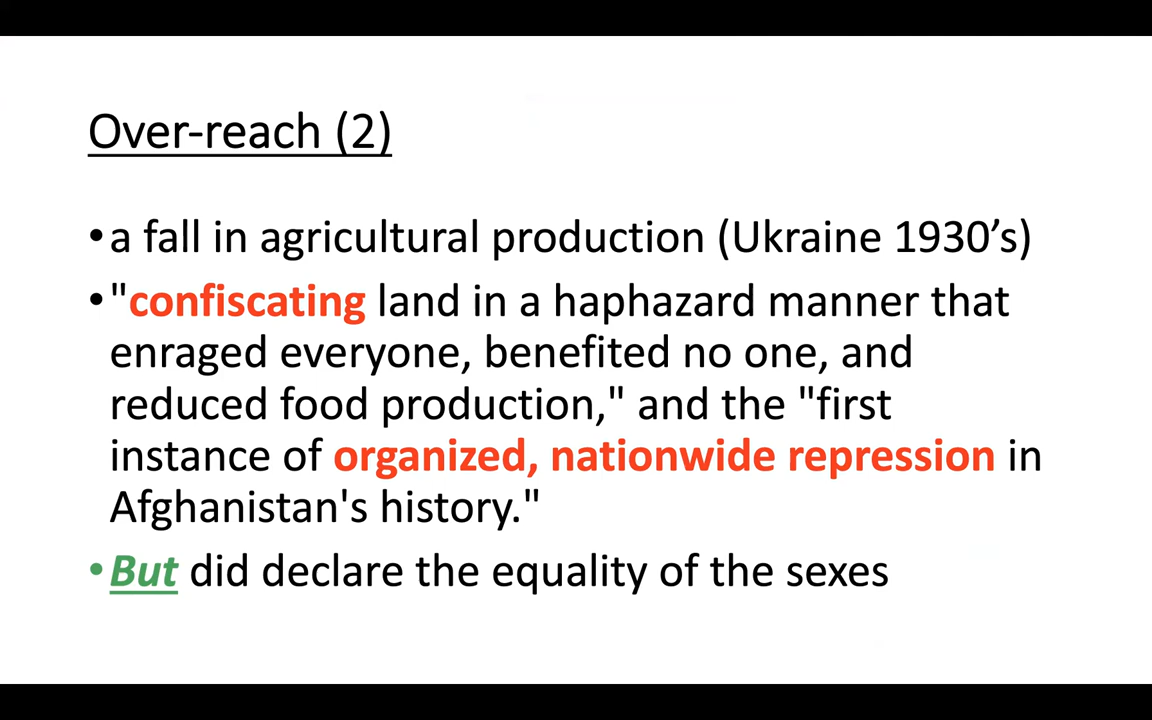 Over-reach (2)
•a fall in agricultural production (Ukraine 1930’s)
•"confiscating land in a haphazard manner that
enraged everyone, benefited no one, and
reduced food production," and the "first
instance of organized, nationwide repression in
Afghanistan's history."
•But did declare the equality of the sexes